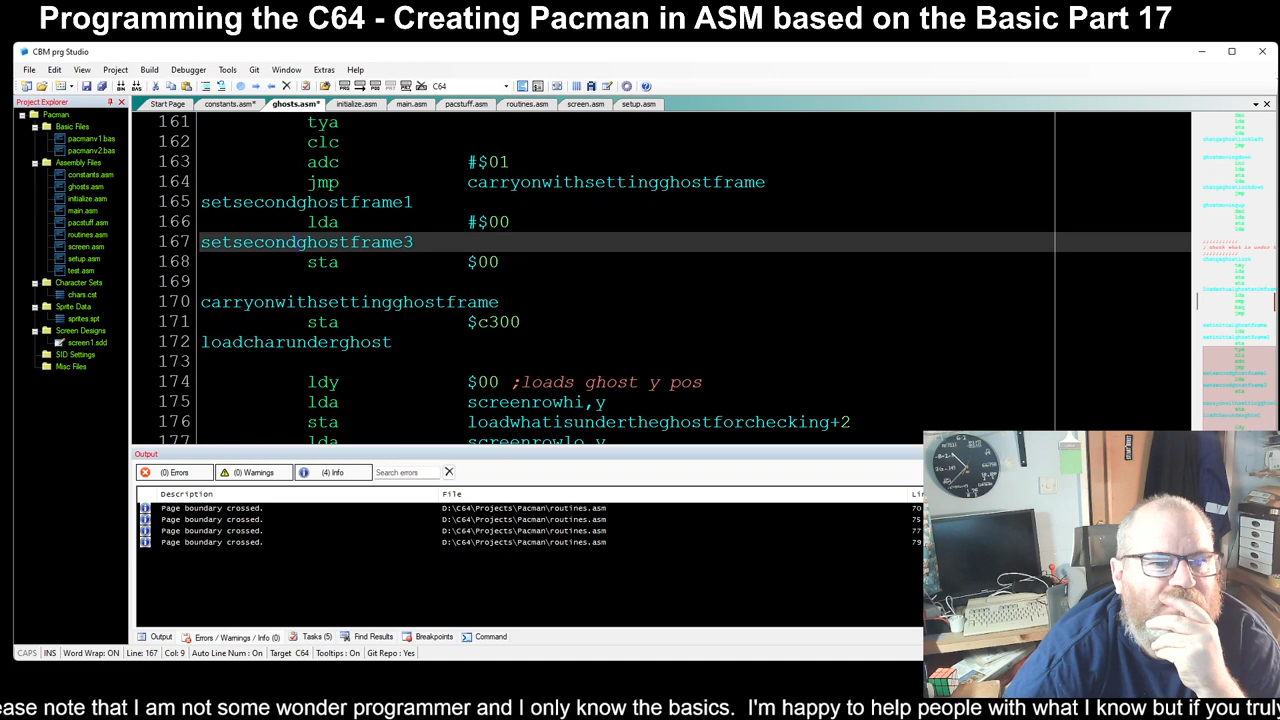 Programming the C64 - Creating Pacman in ASM based on the Basic Part 17
CBM prg Studio
File Edit View Project Build Debugger Tools Git Window Extras Help
C64
Project Explorer
Start Page constants.asm* ghosts.asm* initialize.asm main.asm pacstuff.asm routines.asm screen.asm setup.asm
Pacman
Basic Files
pacmanv1.bas
pacmanv2.bas
Assembly Files
constants.asm
ghosts.asm
initialize.asm
main.asm
pacstuff.asm
routines.asm
screen.asm
setup.asm
test.asm
Character Sets
chars.cst
Sprite Data
sprites.spt
Screen Designs
screen1.sdd
SID Settings
Misc Files
161 tya
162 clc
163 adc #$01
164 jmp carryonwithsettingghostframe
165 setsecondghostframe1
166 lda #$00
167 setsecondghostframe3
168 sta $00
169
170 carryonwithsettingghostframe
171 sta $c300
172 loadcharunderghost
173
174 ldy $00 ;loads ghost y pos
175 lda screenrowhi,y
176 sta loadwhatisundertheghostforchecking+2
177 lda screenrowlo,y
Output
(0) Errors (0) Warnings (4) Info Search errors
Description File
Page boundary crossed. D:\C64\Projects\Pacman\routines.asm 70
Page boundary crossed. D:\C64\Projects\Pacman\routines.asm 75
Page boundary crossed. D:\C64\Projects\Pacman\routines.asm 77
Page boundary crossed. D:\C64\Projects\Pacman\routines.asm 79
Output Errors / Warnings / Info (0) Tasks (5) Find Results Breakpoints Command
CAPS INS Word Wrap: ON Line: 167 Col: 9 Auto Line Num : On Target C64 Tooltips : On Git Repo : Yes
ease note that I am not some wonder programmer and I only know the basics. I'm happy to help people with what I know but if you truly